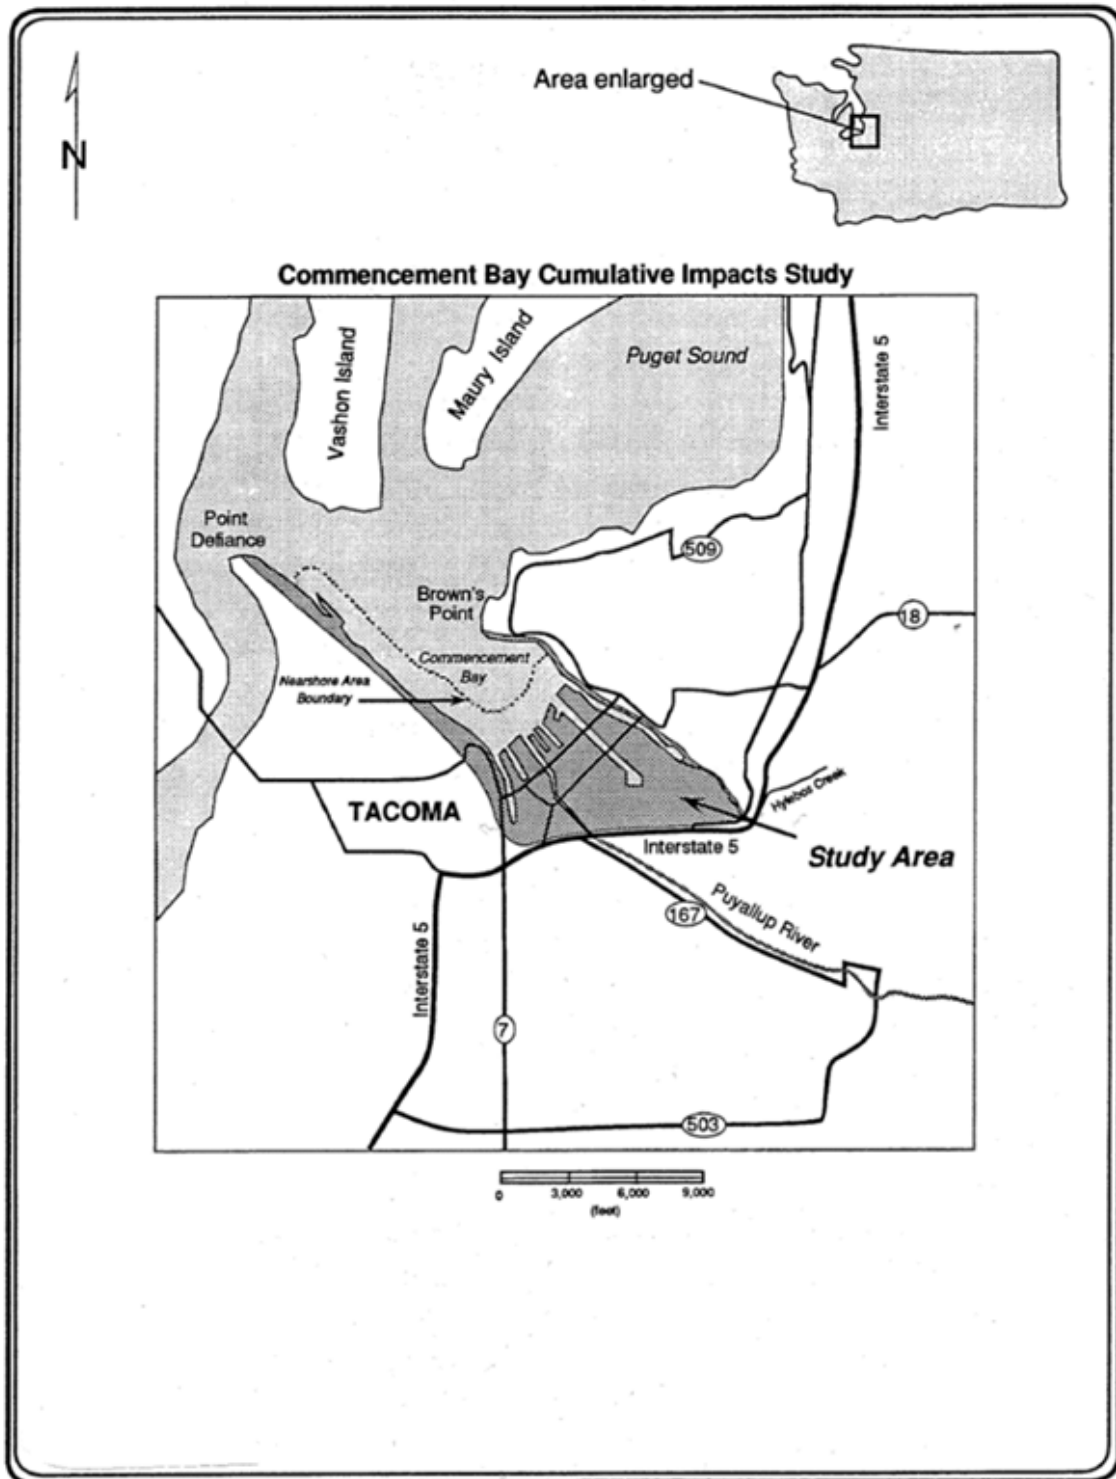 Area enlarged
N
Commencement Bay Cumulative Impacts Study
Vashon Island
Maury Island
Puget Sound
Interstate 5
Point
Defiance
509
Brown's
Point
18
Commencement
Bay
Nearshore Area
Boundary
Hylebos Creek
TACOMA
Interstate 5
Study Area
Puyallup River
167
Interstate 5
7
503
0 3,000 6,000 9,000
(feet)